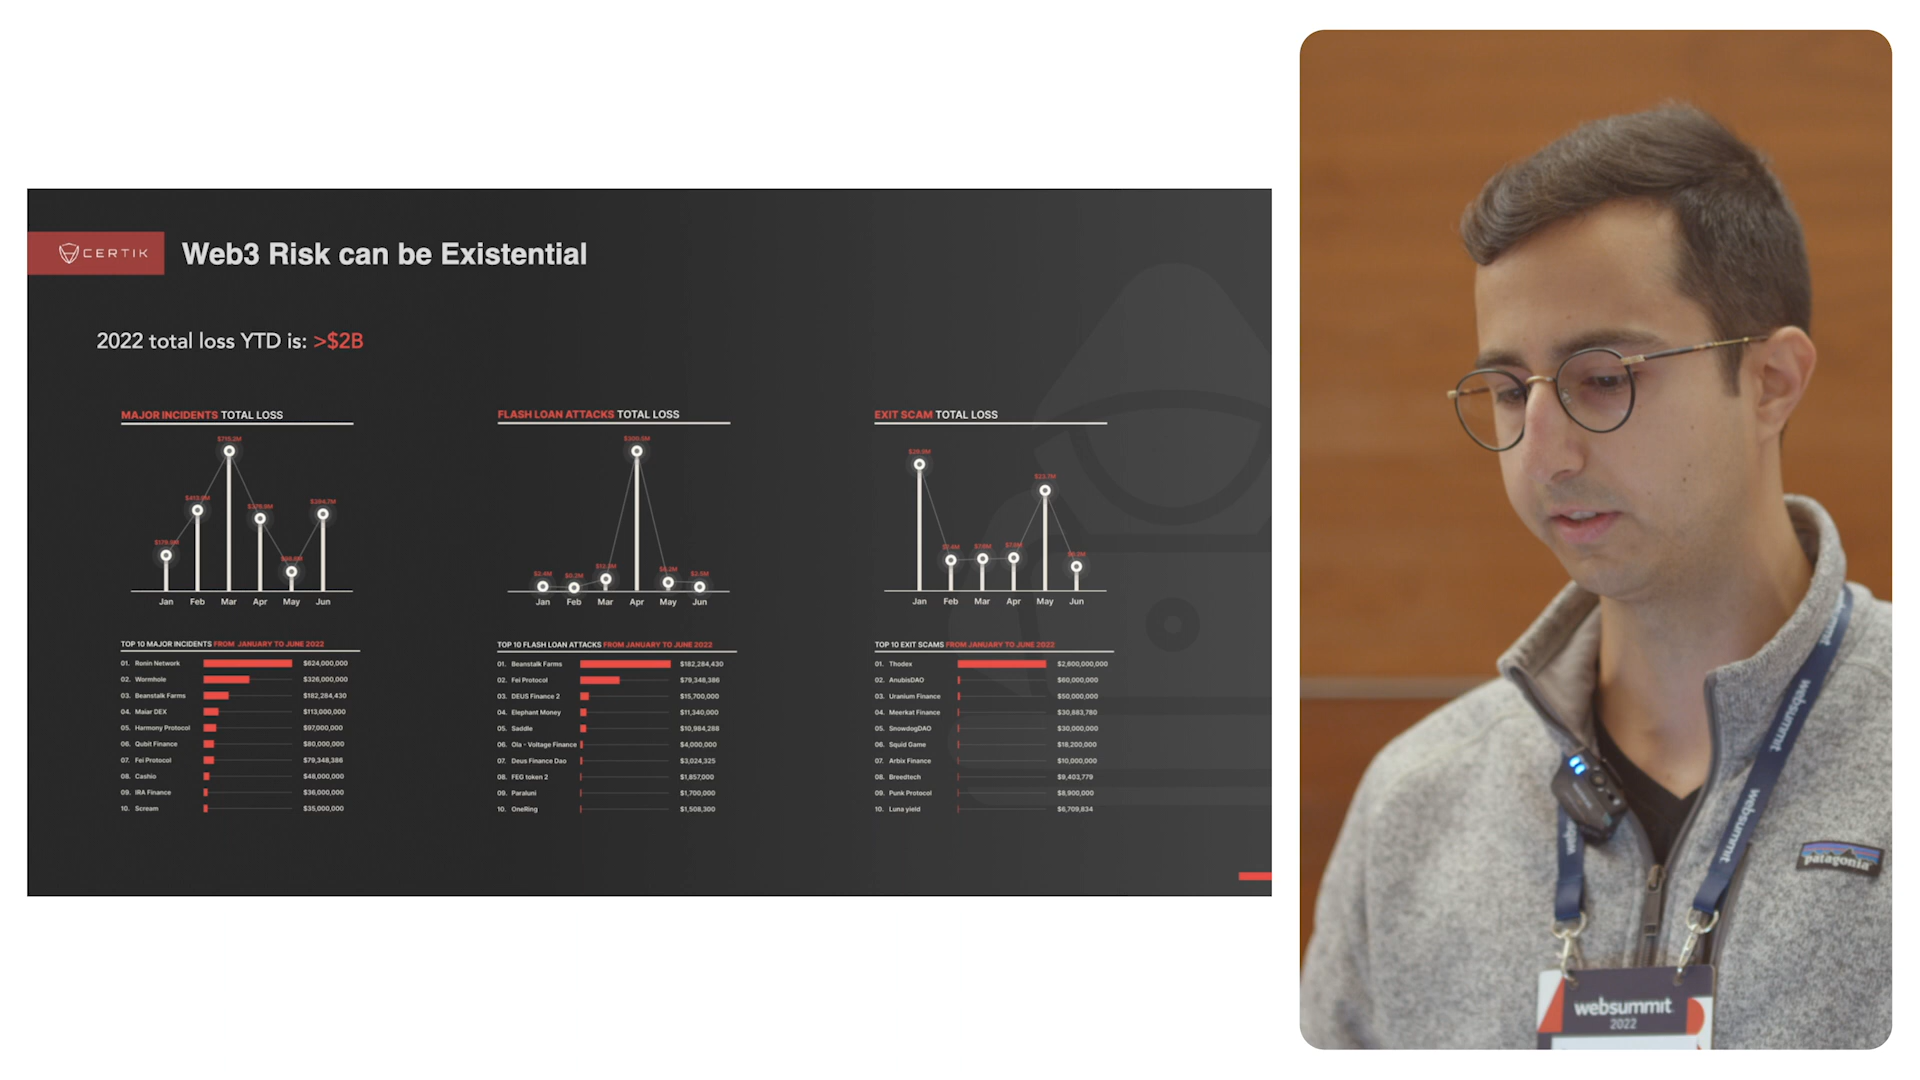 CERTIK
Web3 Risk can be Existential
2022 total loss YTD is: >$2B
MAJOR INCIDENTS TOTAL LOSS
Jan Feb Mar Apr May Jun
TOP 10 MAJOR INCIDENTS FROM JANUARY TO JUNE 2022
01. Ronin Network $624,000,000
02. Wormhole $326,000,000
03. Beanstalk Farms $182,284,430
04. Maiar DEX $113,000,000
05. Harmony Protocol $97,000,000
06. Qubit Finance $80,000,000
07. Fei Protocol $79,348,386
08. Cashio $48,000,000
09. IRA Finance $36,000,000
10. Scream $35,000,000
FLASH LOAN ATTACKS TOTAL LOSS
Jan Feb Mar Apr May Jun
TOP 10 FLASH LOAN ATTACKS FROM JANUARY TO JUNE 2022
01. Beanstalk Farms $182,284,430
02. Fei Protocol $79,348,386
03. DEUS Finance 2 $15,700,000
04. Elephant Money $11,340,000
05. Saddle $10,984,288
06. Ola - Voltage Finance $4,000,000
07. Deus Finance Dao $3,024,325
08. FEG token 2 $1,857,000
09. Paraluni $1,700,000
10. OneRing $1,508,300
EXIT SCAM TOTAL LOSS
$23.7M
Jan Feb Mar Apr May Jun
TOP 10 EXIT SCAMS FROM JANUARY TO JUNE 2022
01. Thodex $2,600,000,000
02. AnubisDAO $60,000,000
03. Uranium Finance $50,000,000
04. Meerkat Finance $30,883,780
05. SnowdogDAO $30,000,000
06. Squid Game $18,200,000
07. Arbix Finance $10,000,000
08. Breedtech $9,403,779
09. Punk Protocol $8,900,000
10. Luna yield $6,709,834
websummit
websummit
patagonia
websummit
2022